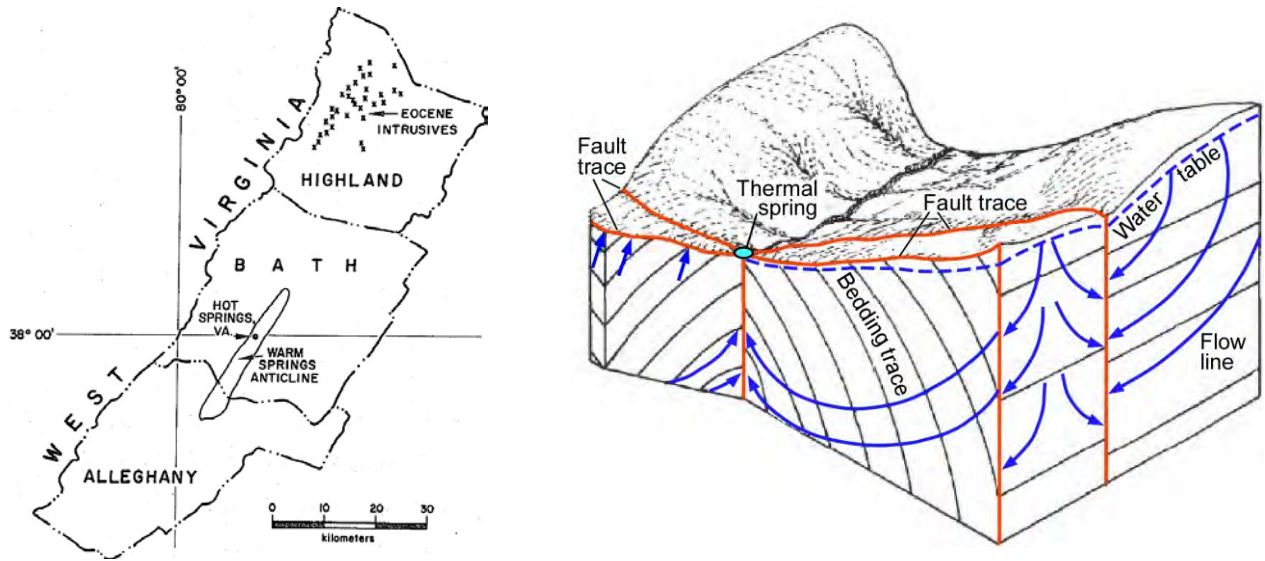 80° 00'
EOCENE
INTRUSIVES
WEST VIRGINIA
HIGHLAND
BATH
HOT
SPRINGS,
VA.
38° 00'
WARM
SPRINGS
ANTICLINE
ALLEGHANY
0 10 20 30
kilometers
Fault
trace
Thermal
spring
Fault trace
Water table
Bedding trace
Flow
line